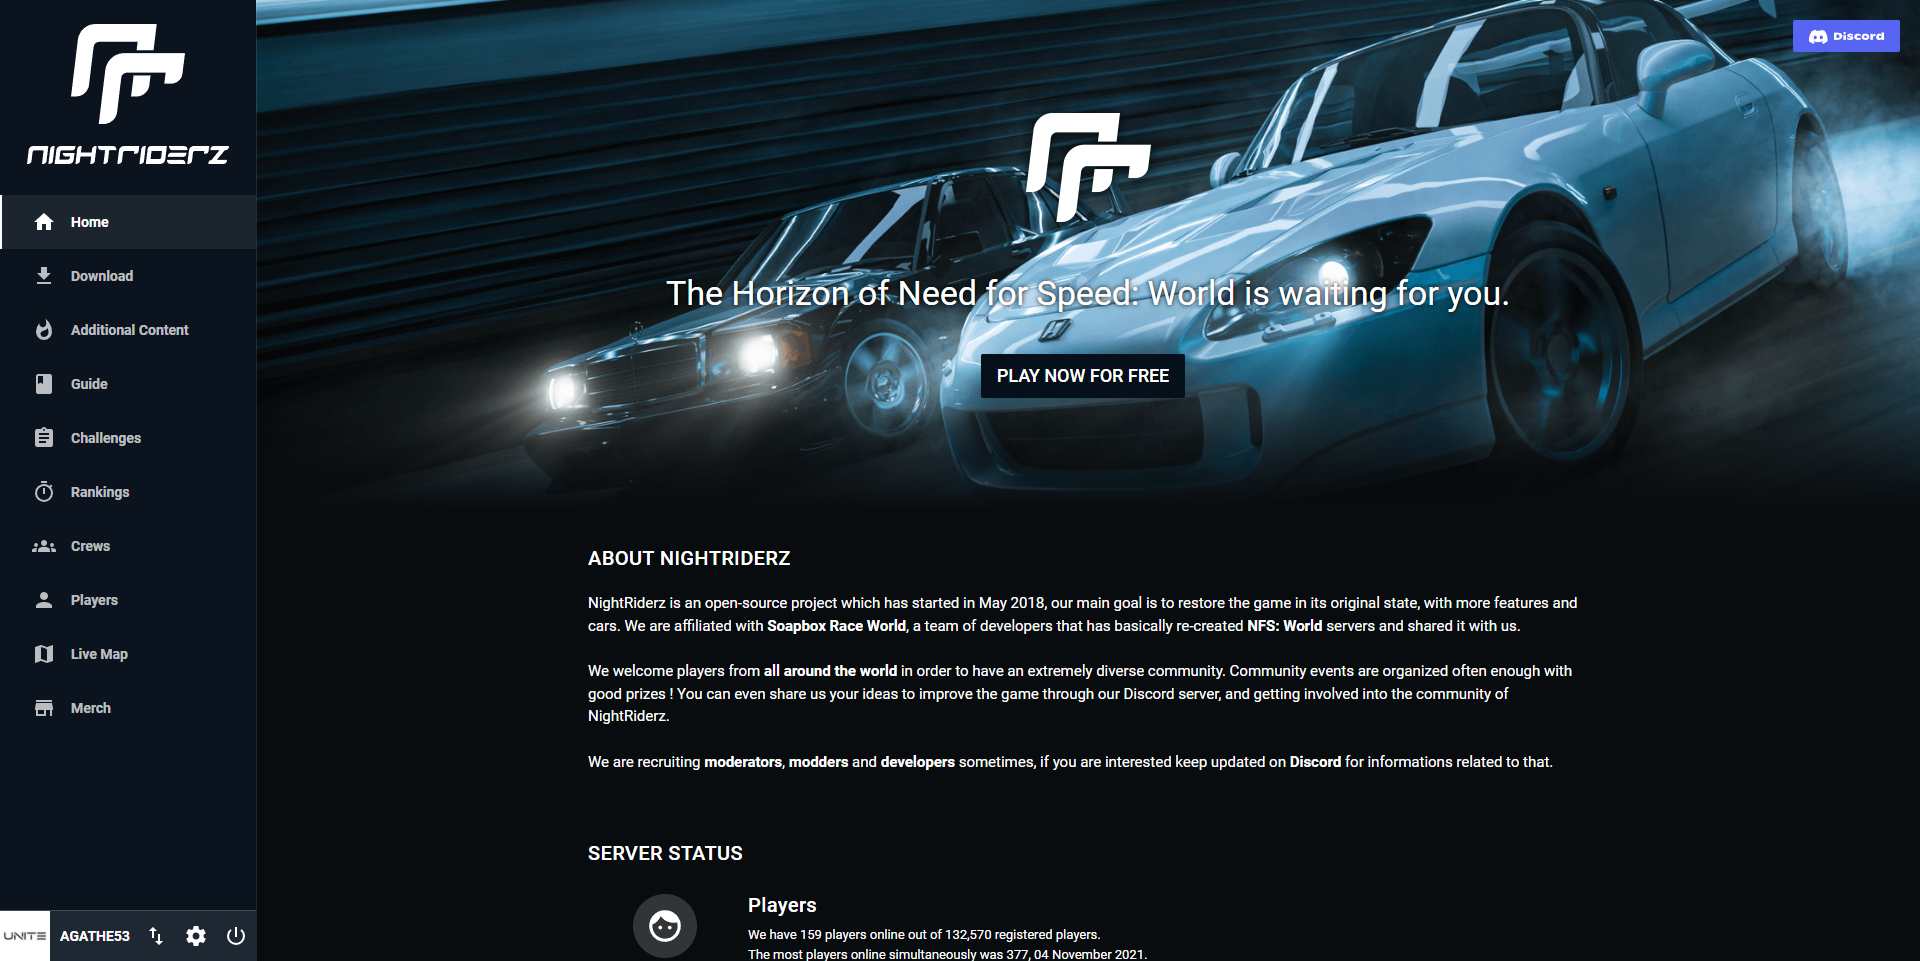 NIGHTRIDERZ
Home
Download
Additional Content
Guide
Challenges
Rankings
Crews
Players
Live Map
Merch
UNITE
AGATHE53
Discord
The Horizon of Need for Speed: World is waiting for you.
PLAY NOW FOR FREE
ABOUT NIGHTRIDERZ
NightRiderz is an open-source project which has started in May 2018, our main goal is to restore the game in its original state, with more features and
cars. We are affiliated with Soapbox Race World, a team of developers that has basically re-created NFS: World servers and shared it with us.
We welcome players from all around the world in order to have an extremely diverse community. Community events are organized often enough with
good prizes ! You can even share us your ideas to improve the game through our Discord server, and getting involved into the community of
NightRiderz.
We are recruiting moderators, modders and developers sometimes, if you are interested keep updated on Discord for informations related to that.
SERVER STATUS
Players
We have 159 players online out of 132,570 registered players.
The most players online simultaneously was 377, 04 November 2021.